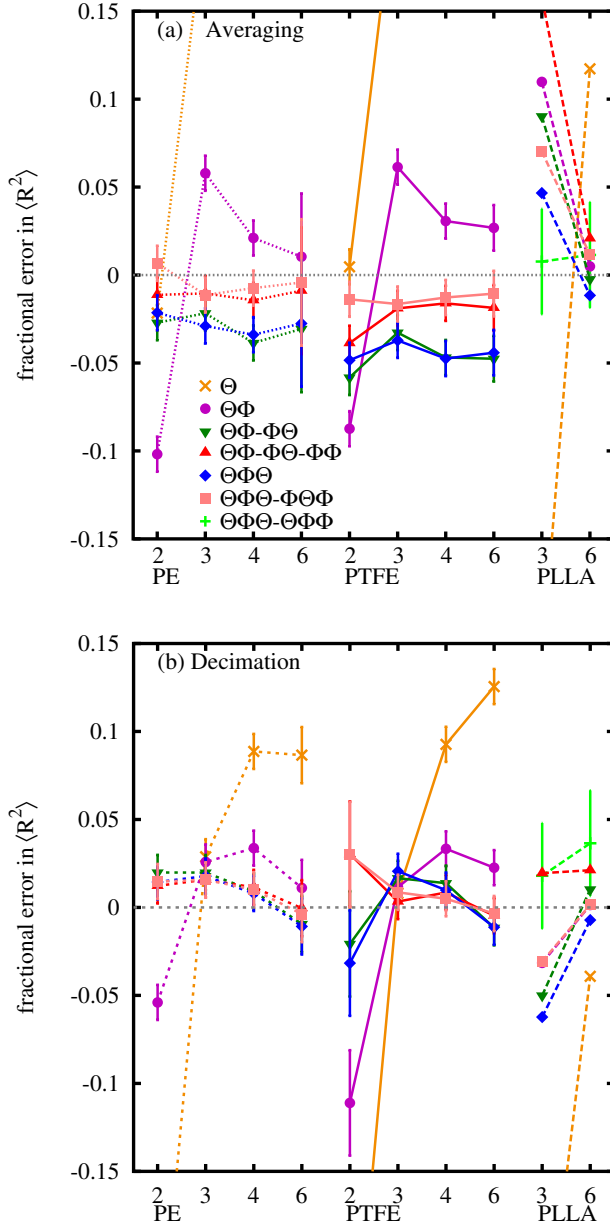 (a) Averaging
0.15
0.1
0.05
0
-0.05
-0.1
-0.15
fractional error in ⟨R²⟩
Θ
ΘΦ
ΘΦ-ΦΘ
ΘΦ-ΦΘ-ΦΦ
ΘΦΘ
ΘΦΘ-ΦΘΦ
ΘΦΘ-ΘΦΦ
2 3 4 6 2 3 4 6 3 6
PE PTFE PLLA
(b) Decimation
0.15
0.1
0.05
0
-0.05
-0.1
-0.15
fractional error in ⟨R²⟩
2 3 4 6 2 3 4 6 3 6
PE PTFE PLLA